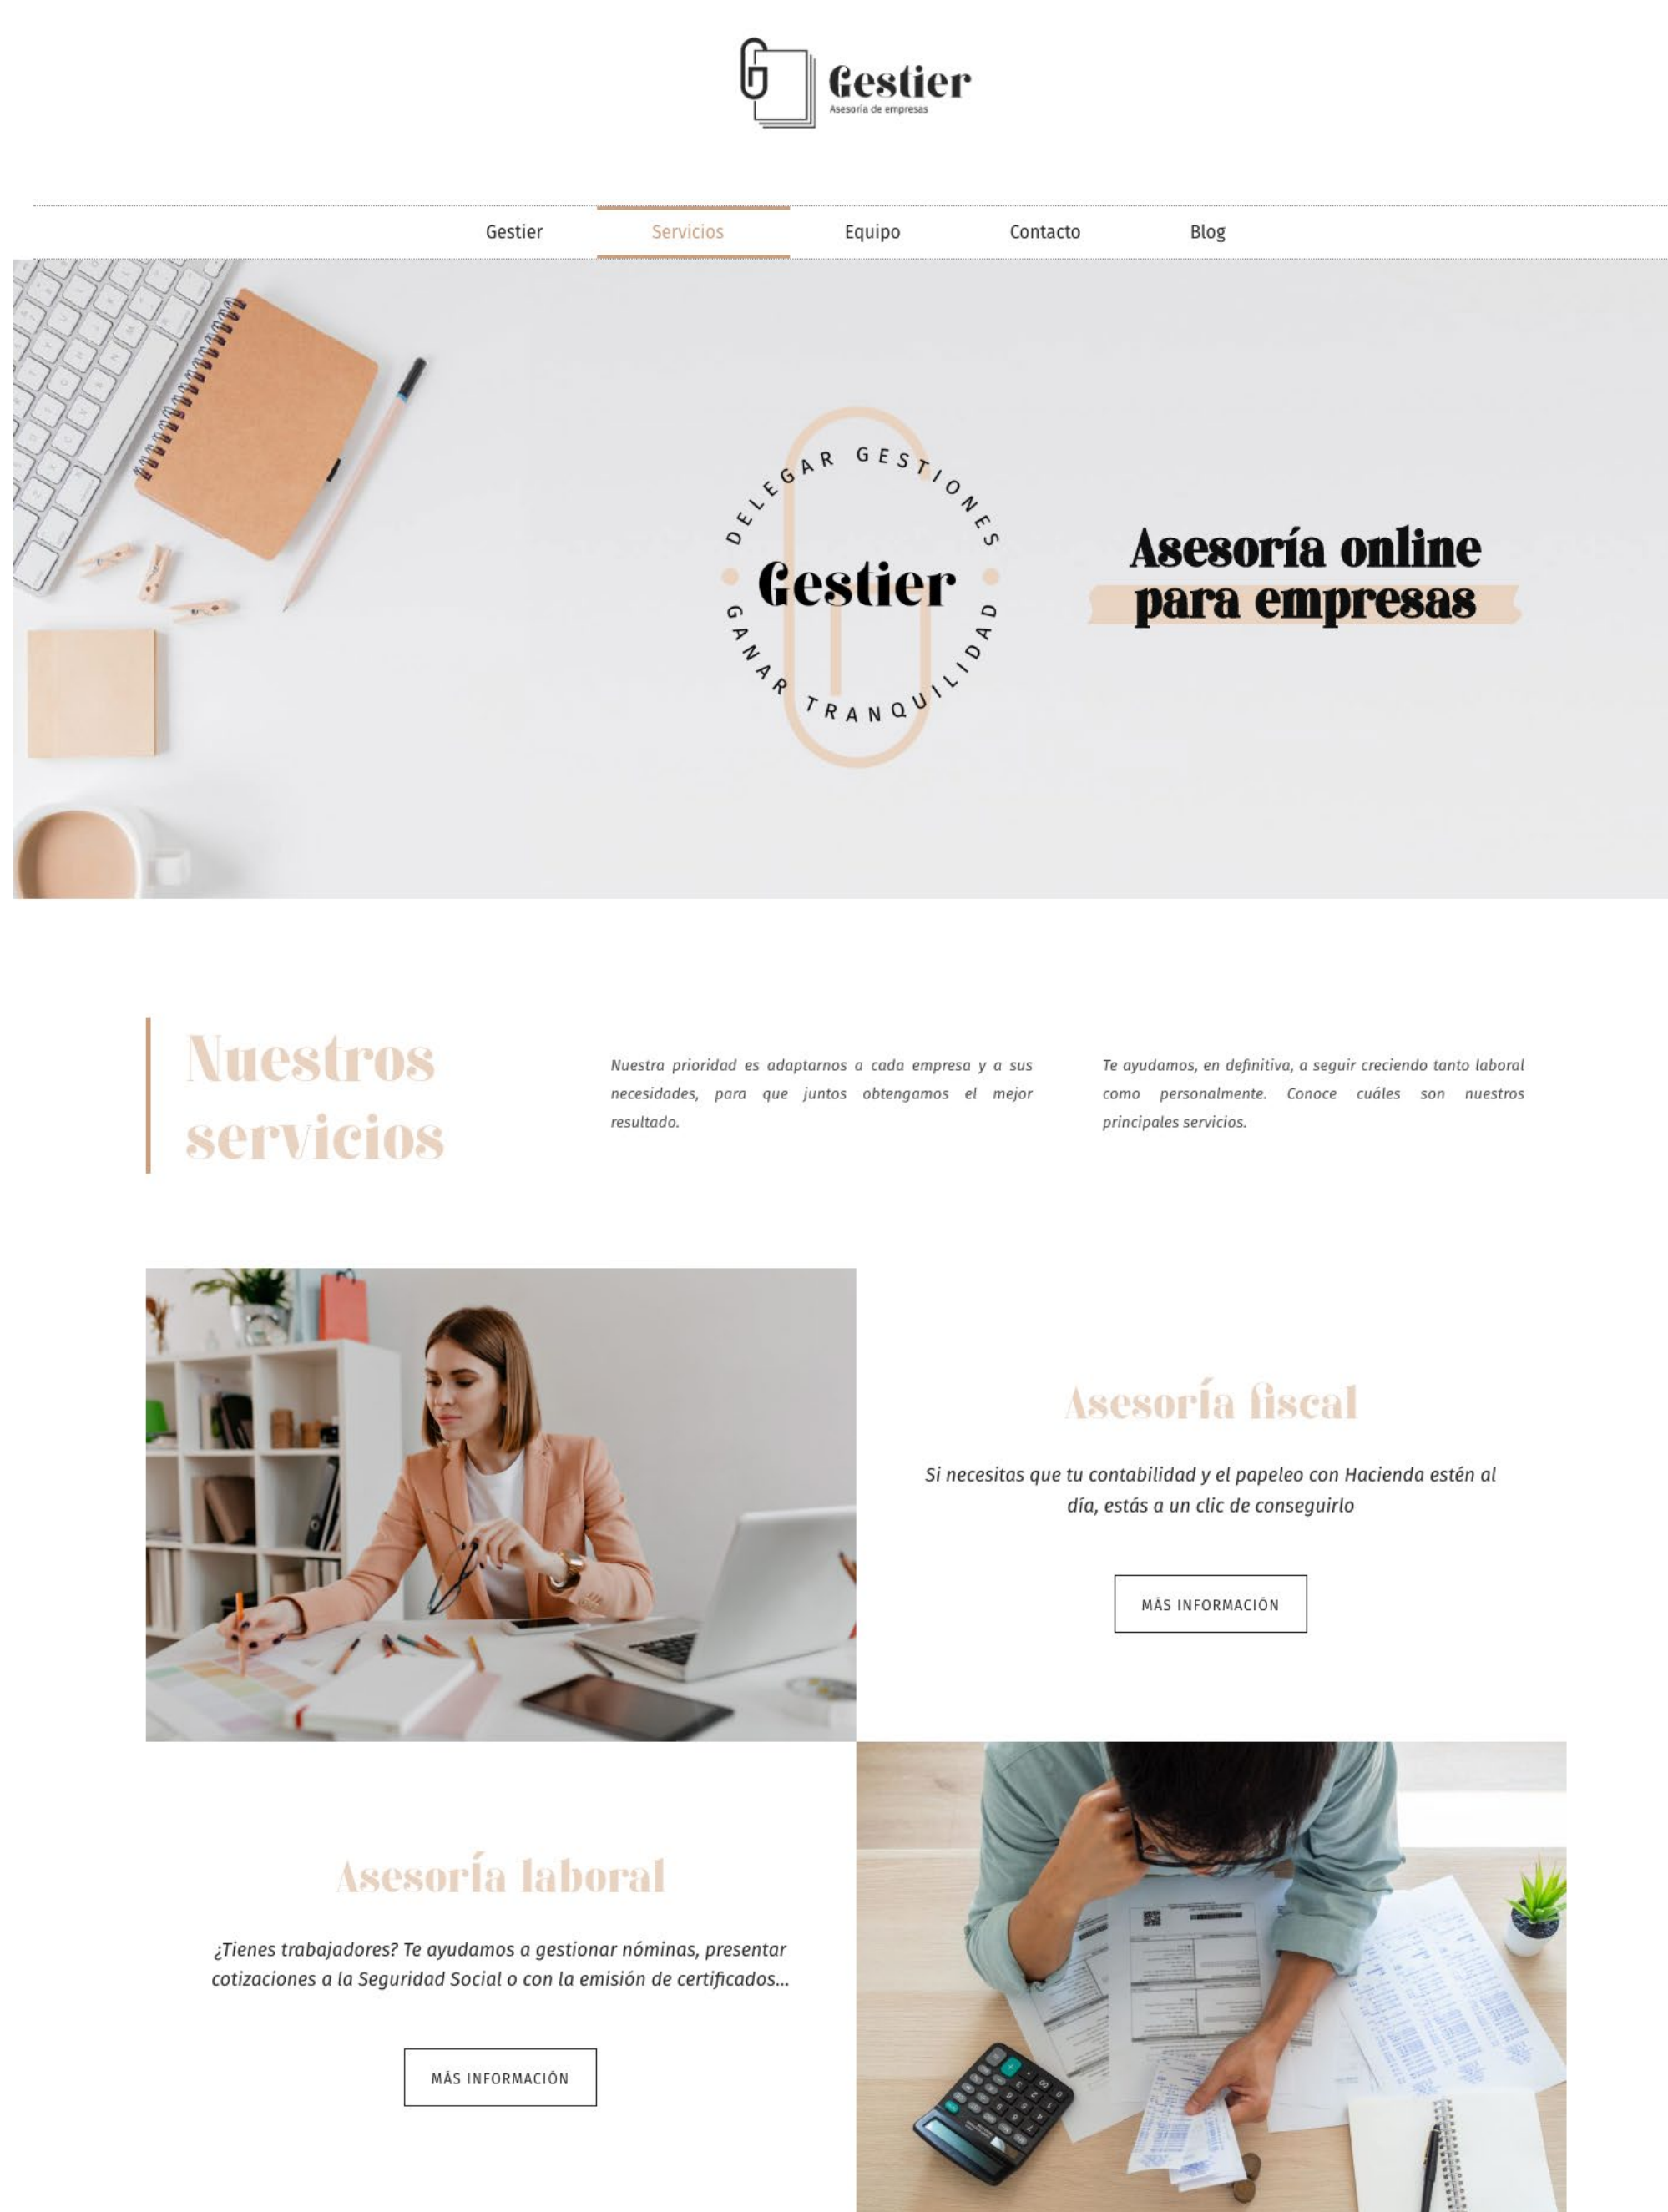 Gestier
Asesoría de empresas
Gestier
Servicios
Equipo
Contacto
Blog
DELEGAR GESTIONES
Gestier
GANAR TRANQUILIDAD
Asesoría online
para empresas
Nuestros
servicios
Nuestra prioridad es adaptarnos a cada empresa y a sus
necesidades, para que juntos obtengamos el mejor
resultado.
Te ayudamos, en definitiva, a seguir creciendo tanto laboral
como personalmente. Conoce cuáles son nuestros
principales servicios.
Asesoría fiscal
Si necesitas que tu contabilidad y el papeleo con Hacienda estén al
día, estás a un clic de conseguirlo
MÁS INFORMACIÓN
Asesoría laboral
¿Tienes trabajadores? Te ayudamos a gestionar nóminas, presentar
cotizaciones a la Seguridad Social o con la emisión de certificados...
MÁS INFORMACIÓN